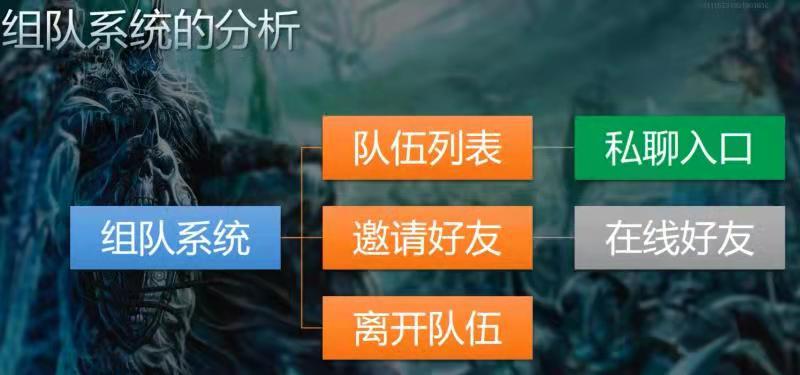 组队系统的分析
队伍列表
私聊入口
组队系统
邀请好友
在线好友
离开队伍